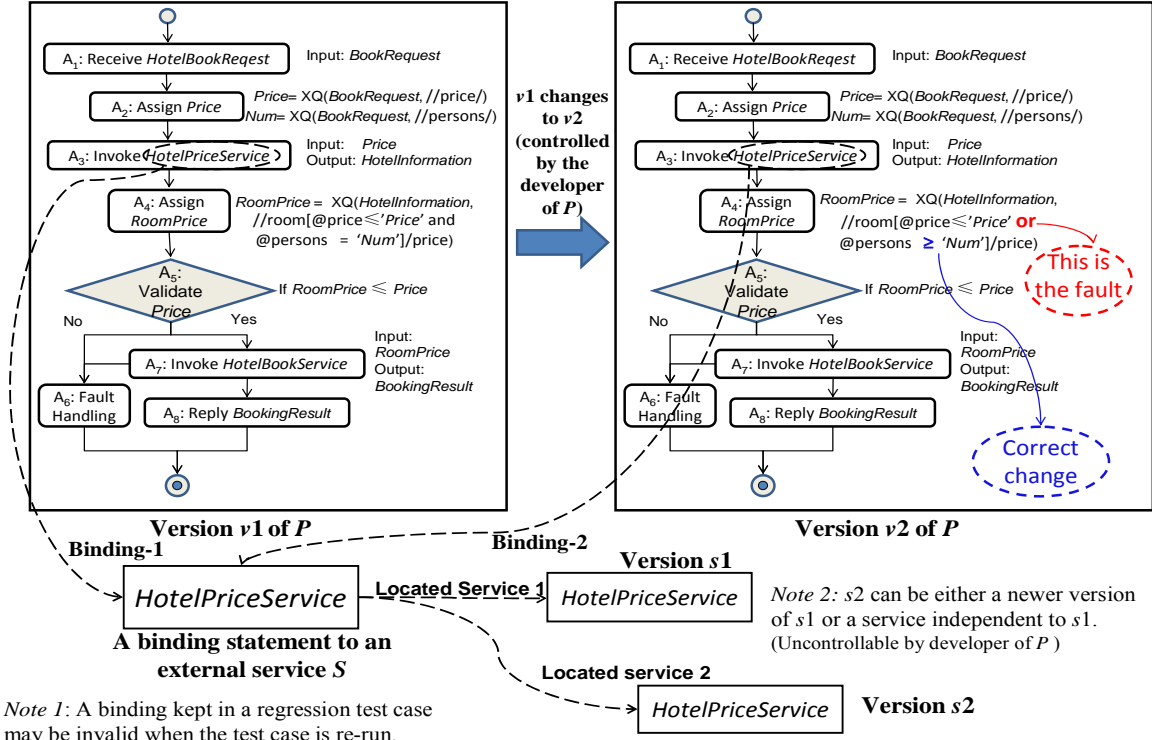 A1: Receive HotelBookReqest
Input: BookRequest
A2: Assign Price
Price= XQ(BookRequest, //price/)
Num= XQ(BookRequest, //persons/)
A3: Invoke HotelPriceService
Input: Price
Output: HotelInformation
A4: Assign
RoomPrice
RoomPrice = XQ(HotelInformation,
//room[@price≤'Price' and
@persons = 'Num']/price)
A5:
Validate
Price
If RoomPrice ≤ Price
No
Yes
A7: Invoke HotelBookService
Input:
RoomPrice
Output:
BookingResult
A6: Fault
Handling
A8: Reply BookingResult
Version v1 of P
v1 changes
to v2
(controlled
by the
developer
of P)
A1: Receive HotelBookReqest
Input: BookRequest
A2: Assign Price
Price= XQ(BookRequest, //price/)
Num= XQ(BookRequest, //persons/)
A3: Invoke HotelPriceService
Input: Price
Output: HotelInformation
A4: Assign
RoomPrice
RoomPrice = XQ(HotelInformation,
//room[@price≤'Price' or
@persons ≥ 'Num']/price)
This is
the fault
A5:
Validate
Price
If RoomPrice ≤ Price
No
Yes
A7: Invoke HotelBookService
Input:
RoomPrice
Output:
BookingResult
A6: Fault
Handling
A8: Reply BookingResult
Correct
change
Version v2 of P
Binding-1
Binding-2
HotelPriceService
A binding statement to an
external service S
Located Service 1
Version s1
HotelPriceService
Note 2: s2 can be either a newer version
of s1 or a service independent to s1.
(Uncontrollable by developer of P )
Located service 2
HotelPriceService
Version s2
Note 1: A binding kept in a regression test case
may be invalid when the test case is re-run.